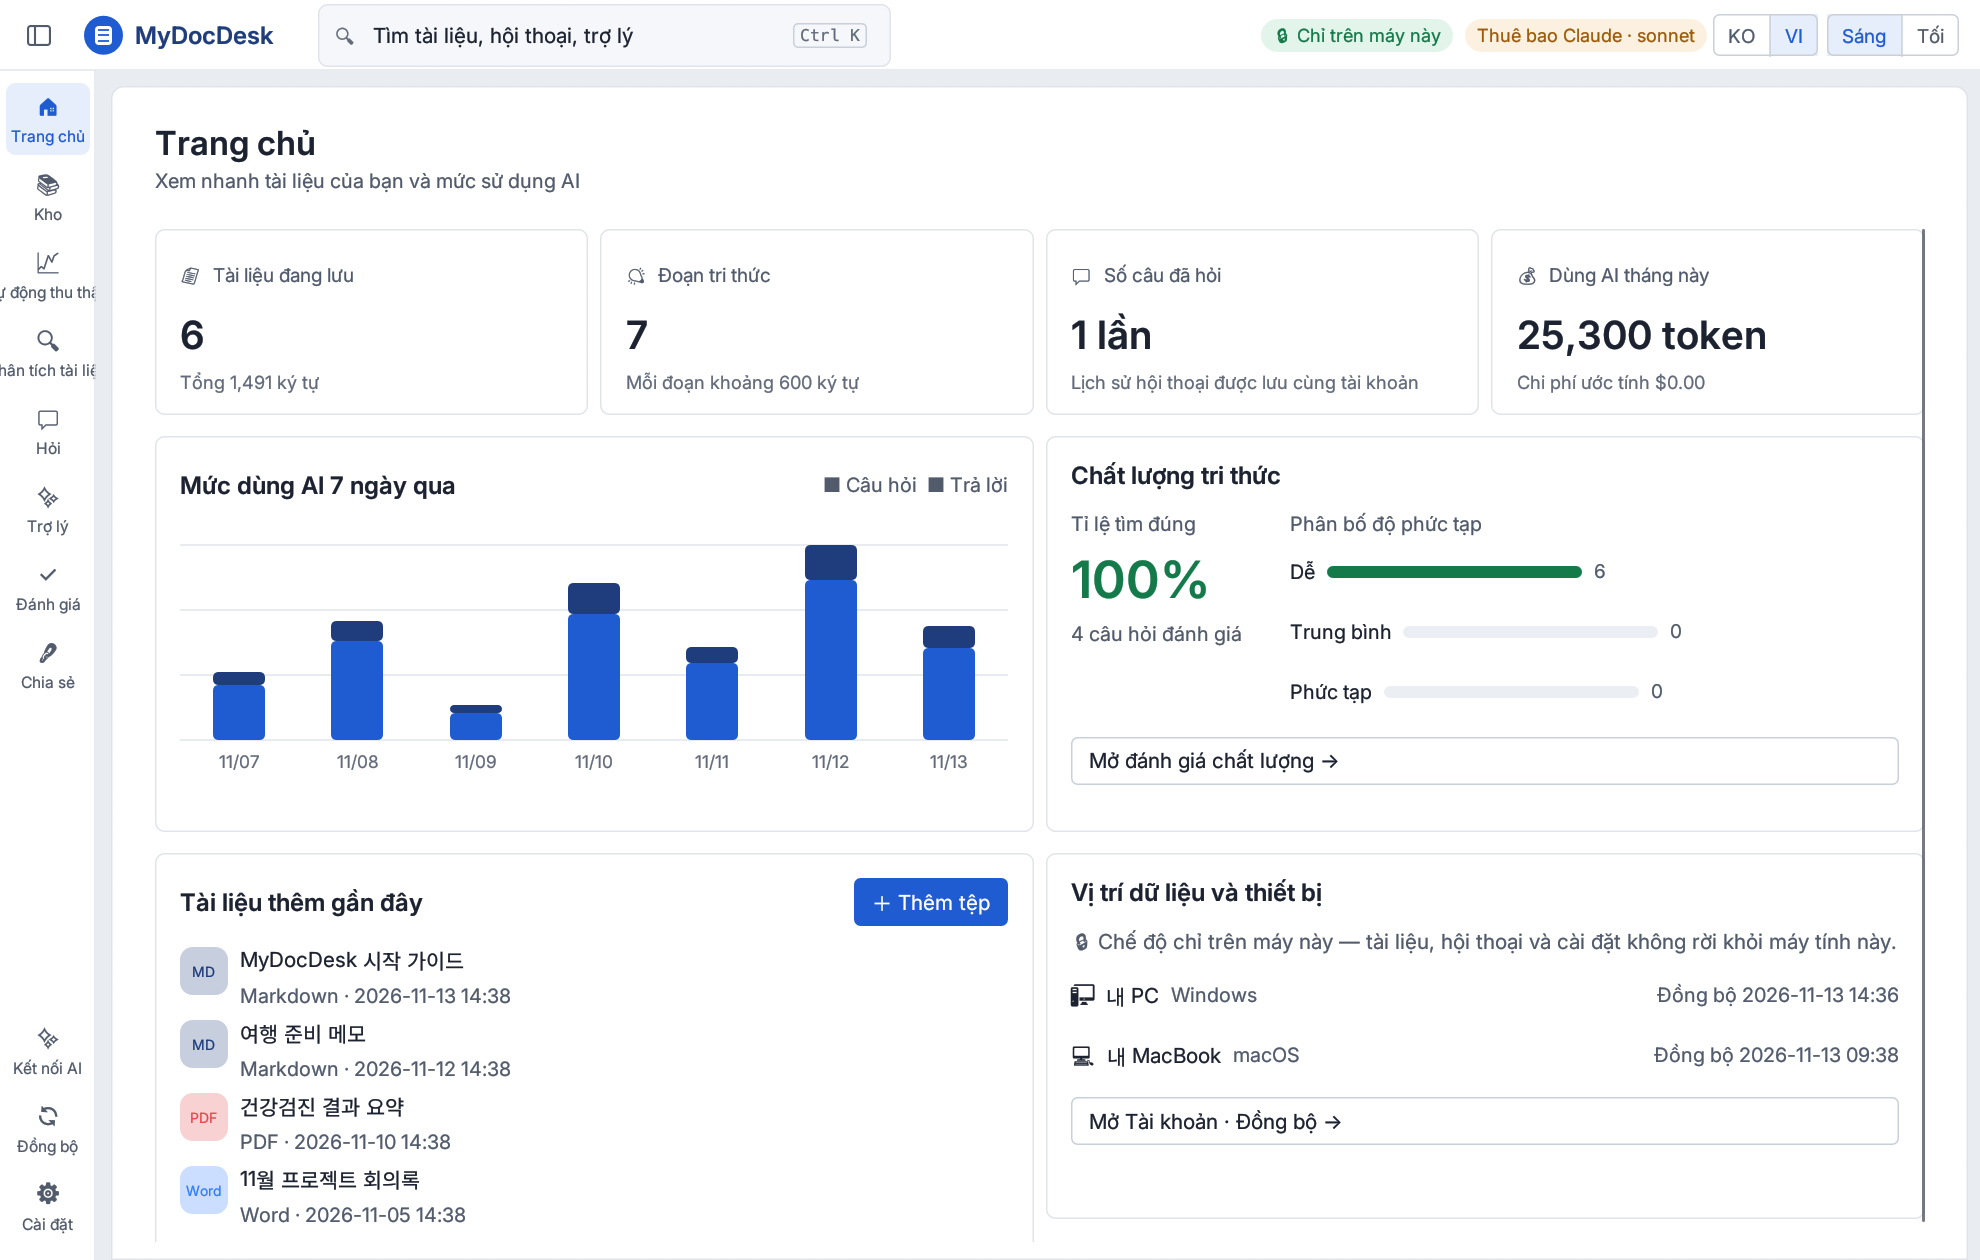 MyDocDesk
Tìm tài liệu, hội thoại, trợ lý
Ctrl K
Chỉ trên máy này
Thuê bao Claude · sonnet
KO
VI
Sáng
Tối
Trang chủ
Kho
ự động thu thậ
hân tích tài liệ
Hỏi
Trợ lý
Đánh giá
Chia sẻ
Kết nối AI
Đồng bộ
Cài đặt
Trang chủ
Xem nhanh tài liệu của bạn và mức sử dụng AI
Tài liệu đang lưu
6
Tổng 1,491 ký tự
Đoạn tri thức
7
Mỗi đoạn khoảng 600 ký tự
Số câu đã hỏi
1 lần
Lịch sử hội thoại được lưu cùng tài khoản
Dùng AI tháng này
25,300 token
Chi phí ước tính $0.00
Mức dùng AI 7 ngày qua
Câu hỏi
Trả lời
11/07
11/08
11/09
11/10
11/11
11/12
11/13
Chất lượng tri thức
Tỉ lệ tìm đúng
100%
4 câu hỏi đánh giá
Phân bố độ phức tạp
Dễ 6
Trung bình 0
Phức tạp 0
Mở đánh giá chất lượng →
Tài liệu thêm gần đây
+ Thêm tệp
MD
MyDocDesk 시작 가이드
Markdown · 2026-11-13 14:38
MD
여행 준비 메모
Markdown · 2026-11-12 14:38
PDF
건강검진 결과 요약
PDF · 2026-11-10 14:38
Word
11월 프로젝트 회의록
Word · 2026-11-05 14:38
Vị trí dữ liệu và thiết bị
Chế độ chỉ trên máy này — tài liệu, hội thoại và cài đặt không rời khỏi máy tính này.
내 PC Windows
Đồng bộ 2026-11-13 14:36
내 MacBook macOS
Đồng bộ 2026-11-13 09:38
Mở Tài khoản · Đồng bộ →